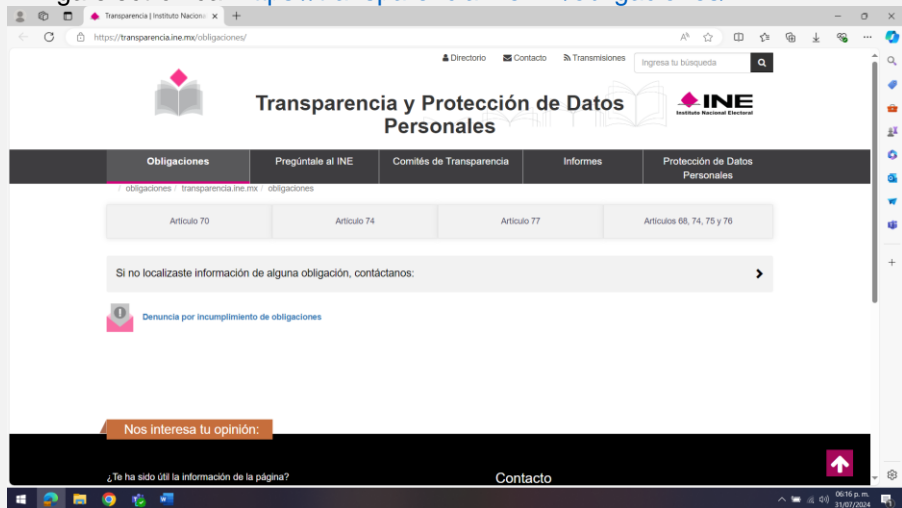 Transparencia | Instituto Naciona
https://transparencia.ine.mx/obligaciones/
Directorio Contacto Transmisiones Ingresa tu búsqueda
Transparencia y Protección de Datos
Personales
INE
Instituto Nacional Electoral
Obligaciones Pregúntale al INE Comités de Transparencia Informes Protección de Datos
Personales
/ obligaciones / transparencia.ine.mx / obligaciones
Artículo 70 Artículo 74 Artículo 77 Artículos 68, 74, 75 y 76
Si no localizaste información de alguna obligación, contáctanos:
Denuncia por incumplimiento de obligaciones
Nos interesa tu opinión:
¿Te ha sido útil la información de la página? Contacto
06:16 p. m.
31/07/2024